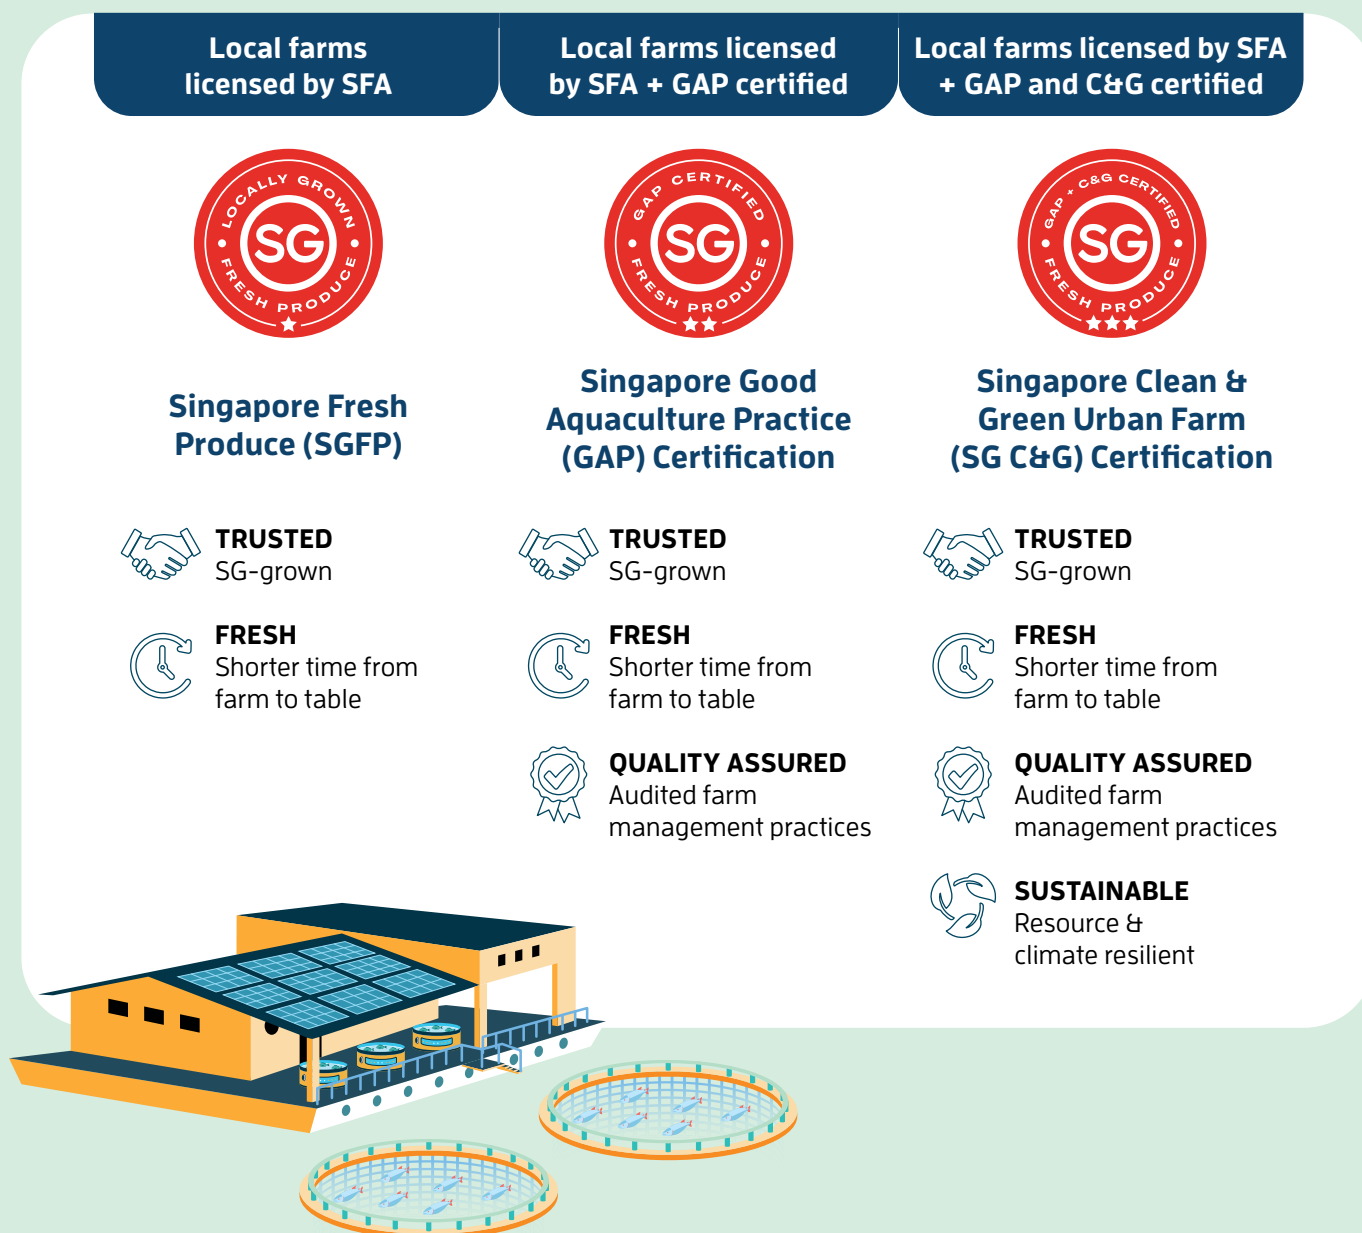 Local farms
licensed by SFA
LOCALLY GROWN
SG
FRESH PRODUCE
Singapore Fresh
Produce (SGFP)
TRUSTED
SG-grown
FRESH
Shorter time from
farm to table
Local farms licensed
by SFA + GAP certified
GAP CERTIFIED
SG
FRESH PRODUCE
Singapore Good
Aquaculture Practice
(GAP) Certification
TRUSTED
SG-grown
FRESH
Shorter time from
farm to table
QUALITY ASSURED
Audited farm
management practices
Local farms licensed by SFA
+ GAP and C&G certified
GAP + C&G CERTIFIED
SG
FRESH PRODUCE
Singapore Clean &
Green Urban Farm
(SG C&G) Certification
TRUSTED
SG-grown
FRESH
Shorter time from
farm to table
QUALITY ASSURED
Audited farm
management practices
SUSTAINABLE
Resource &
climate resilient